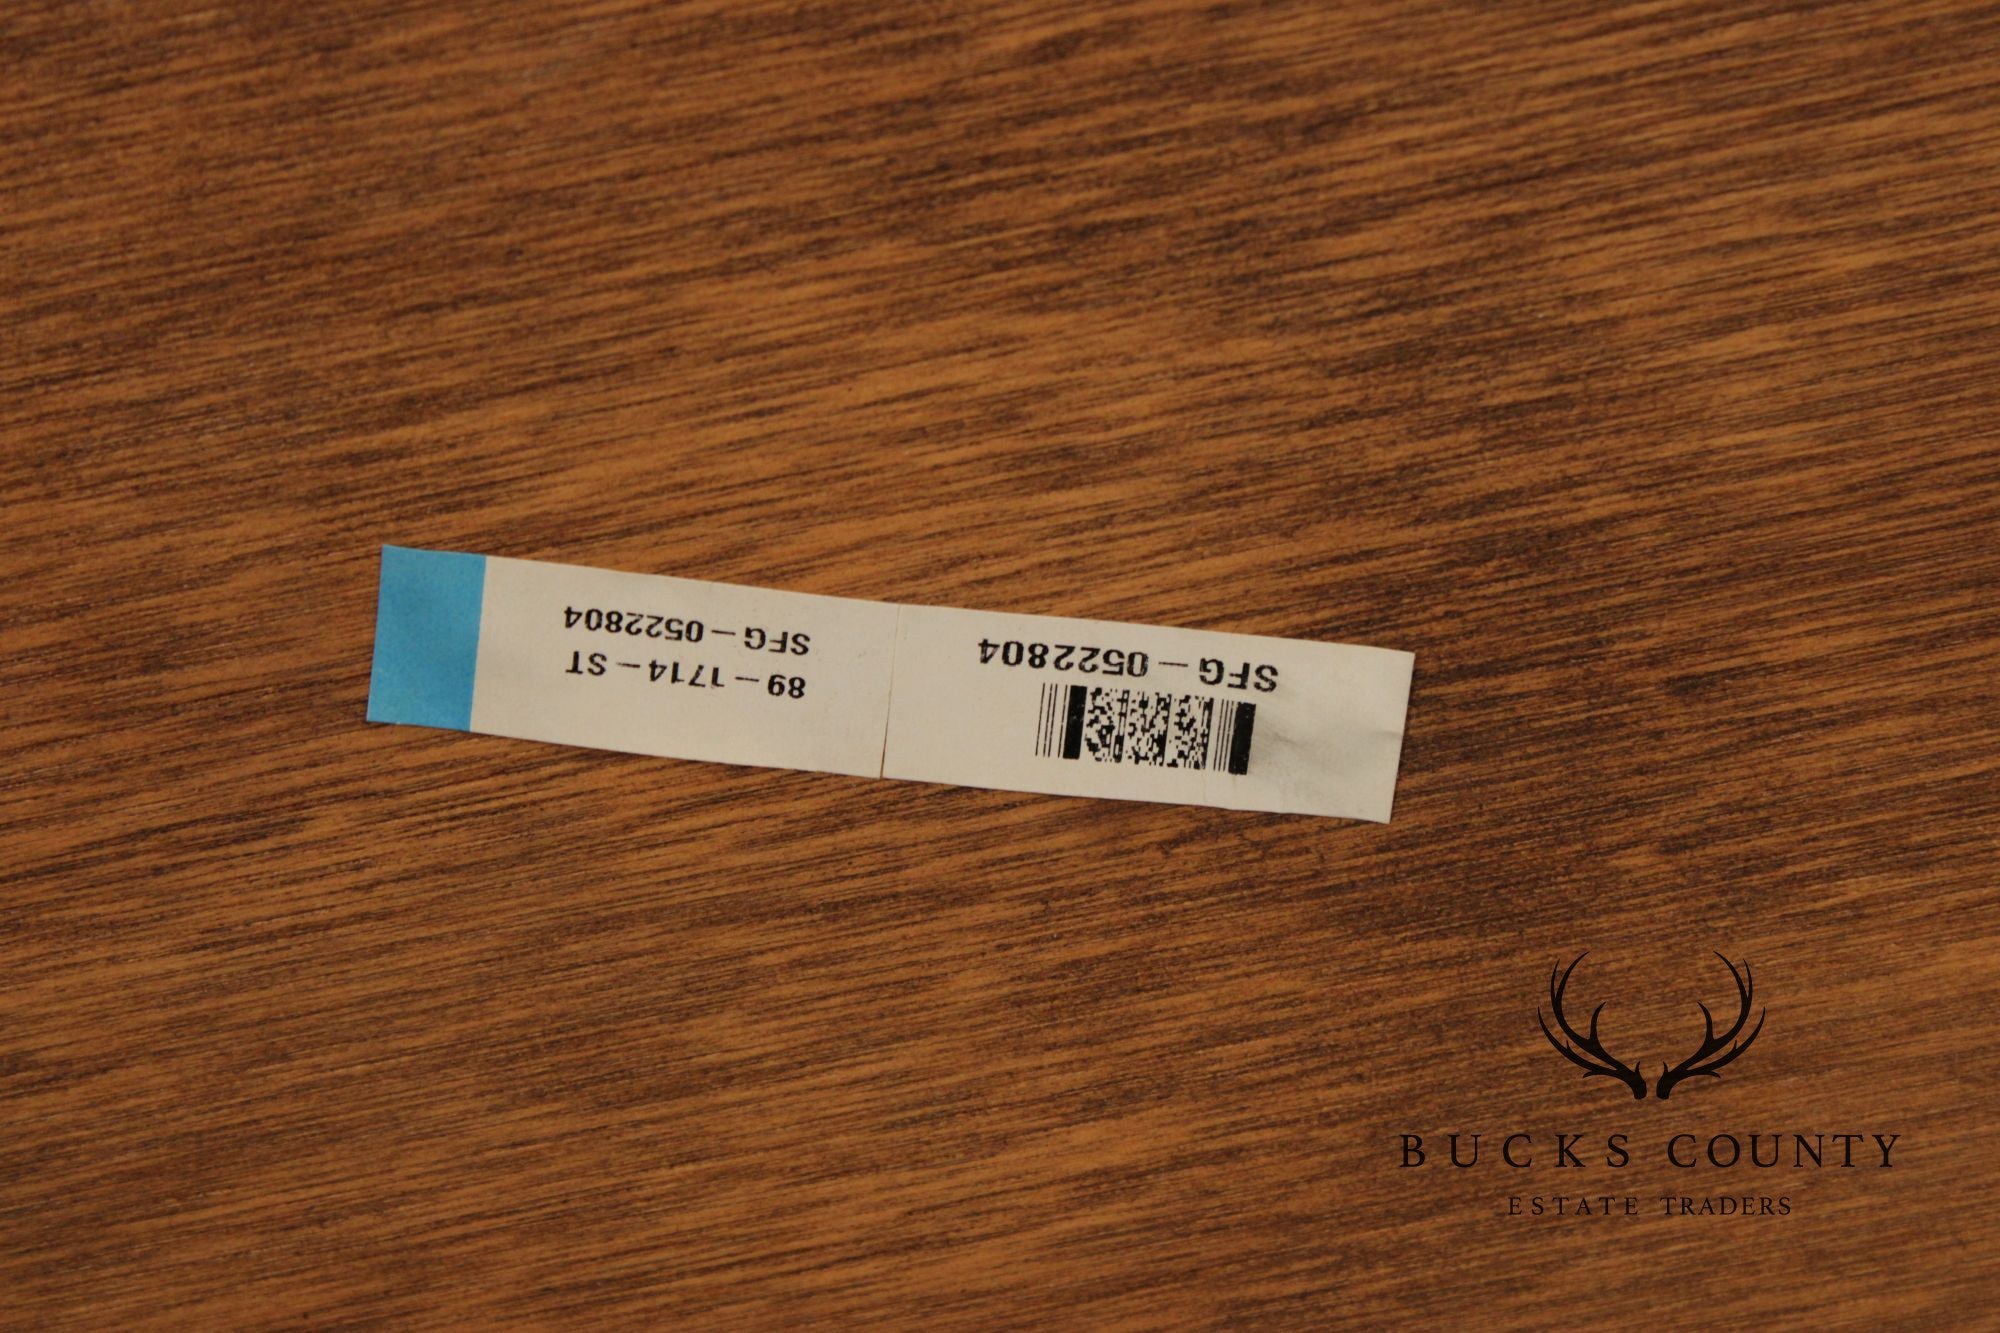 89-1714-ST
SFG-0522804
SFG-0522804
BUCKS COUNTY
ESTATE TRADERS